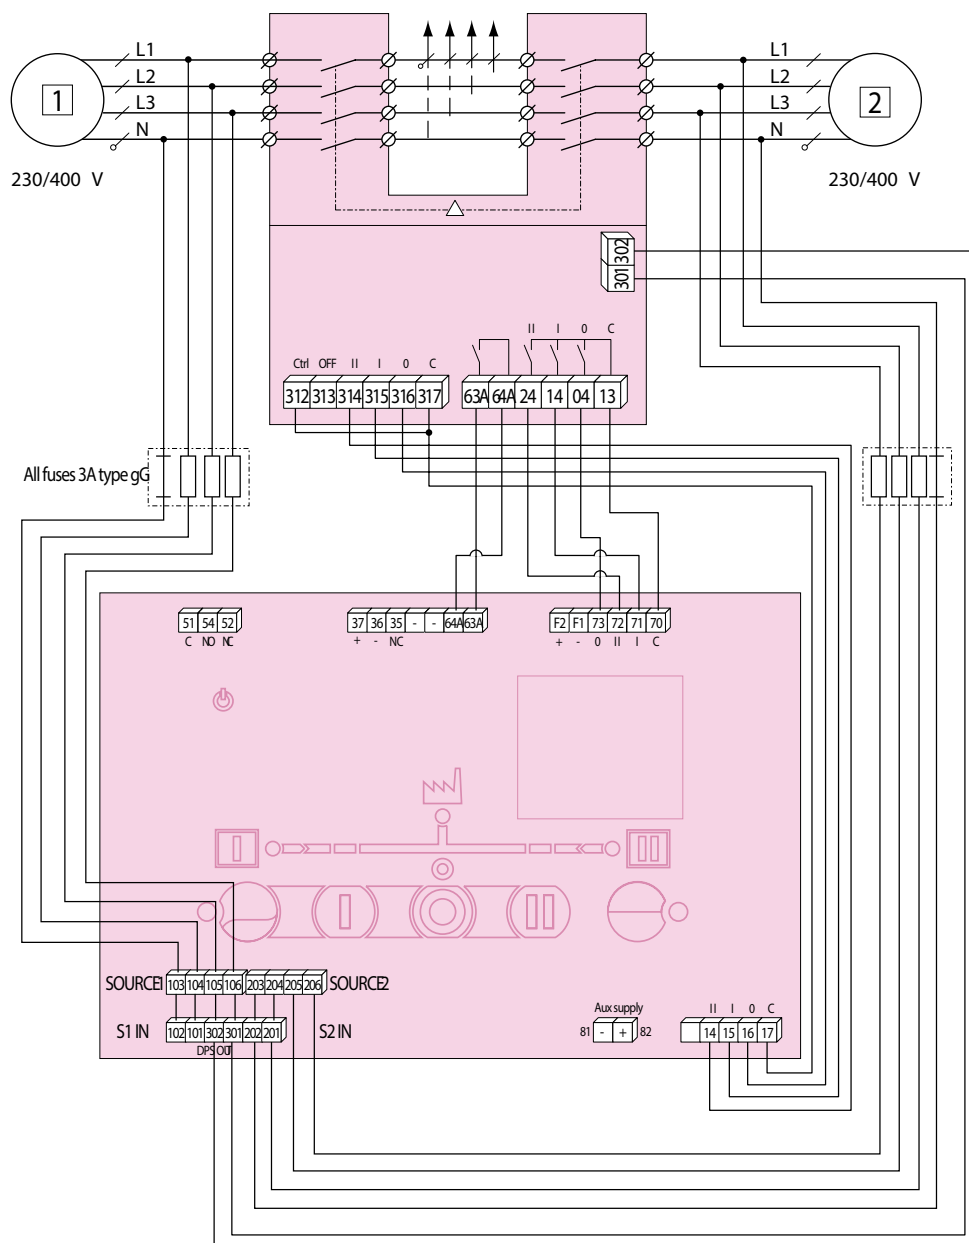 L1 L1
L2 L2
1 2
L3 L3
N N
230/400 V 230/400 V
302
301
II I 0 C
Ctrl OFF II I 0 C
312 313 314 315 316 317 63A 64A 24 14 04 13
All fuses 3A type gG
51 54 52 37 36 35 - - 64A 63A F2 F1 73 72 71 70
C NO NC + - NC + - 0 II I C
SOURCE1 103 104 105 106 203 204 205 206 SOURCE2
Aux supply II I 0 C
S1 IN 102 101 302 301 202 201 S2 IN 81 - + 82 14 15 16 17
DPS OUT